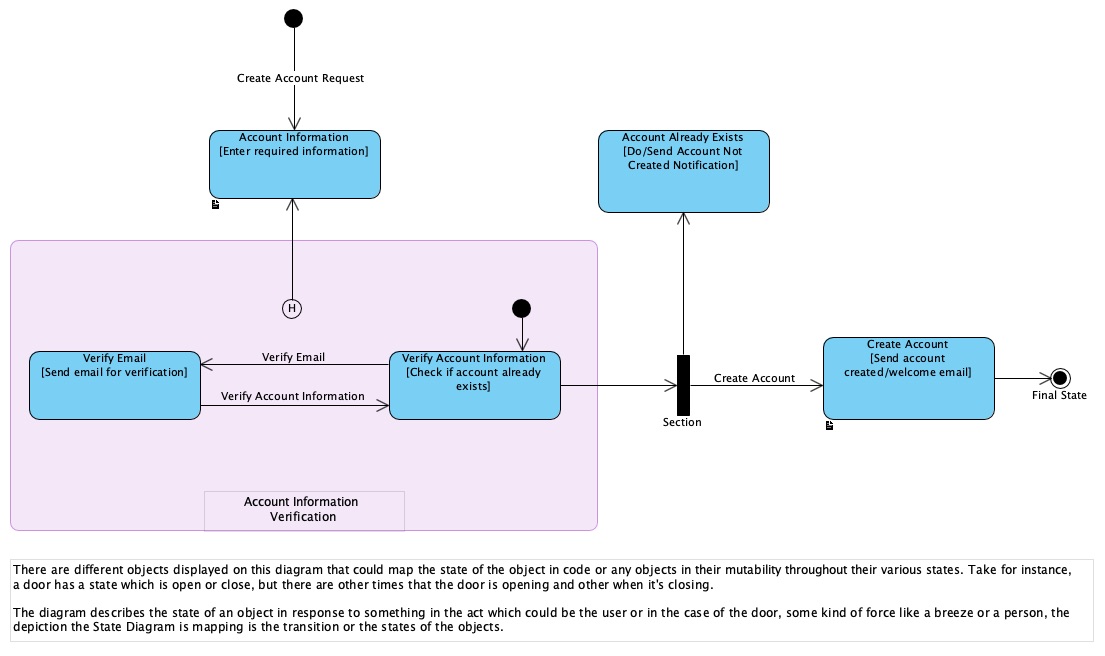 Create Account Request
Account Information
[Enter required information]
Account Already Exists
[Do/Send Account Not
Created Notification]
H
Verify Email
[Send email for verification]
Verify Email
Verify Account Information
Verify Account Information
[Check if account already
exists]
Section
Create Account
Create Account
[Send account
created/welcome email]
Final State
Account Information
Verification
There are different objects displayed on this diagram that could map the state of the object in code or any objects in their mutability throughout their various states. Take for instance,
a door has a state which is open or close, but there are other times that the door is opening and other when it's closing.
The diagram describes the state of an object in response to something in the act which could be the user or in the case of the door, some kind of force like a breeze or a person, the
depiction the State Diagram is mapping is the transition or the states of the objects.